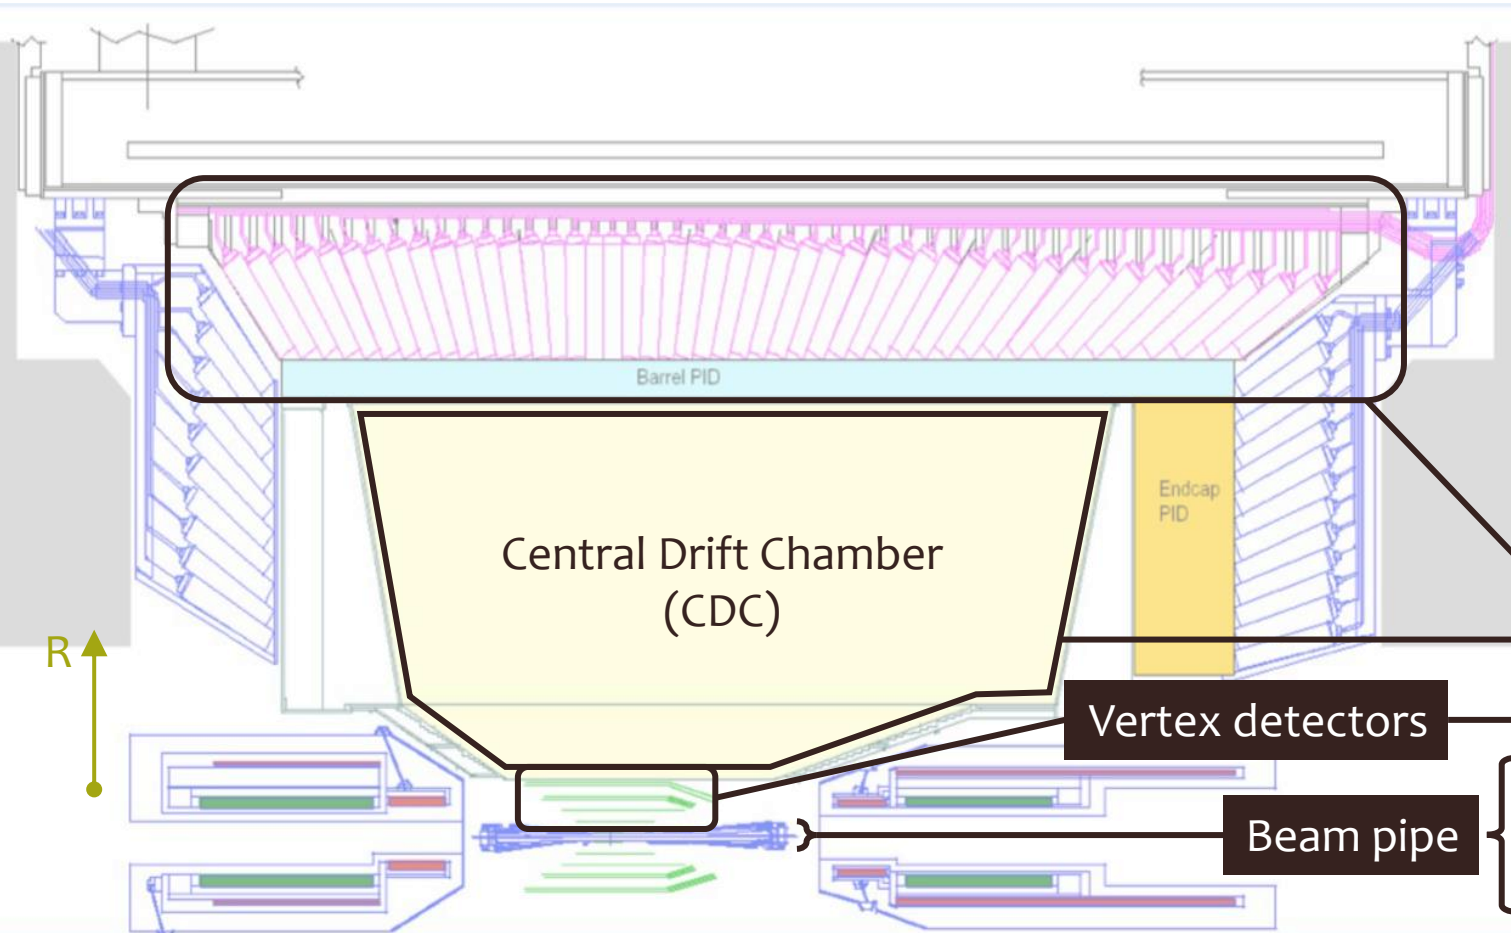 Barrel PID
Endcap
PID
Central Drift Chamber
(CDC)
R
Vertex detectors
Beam pipe